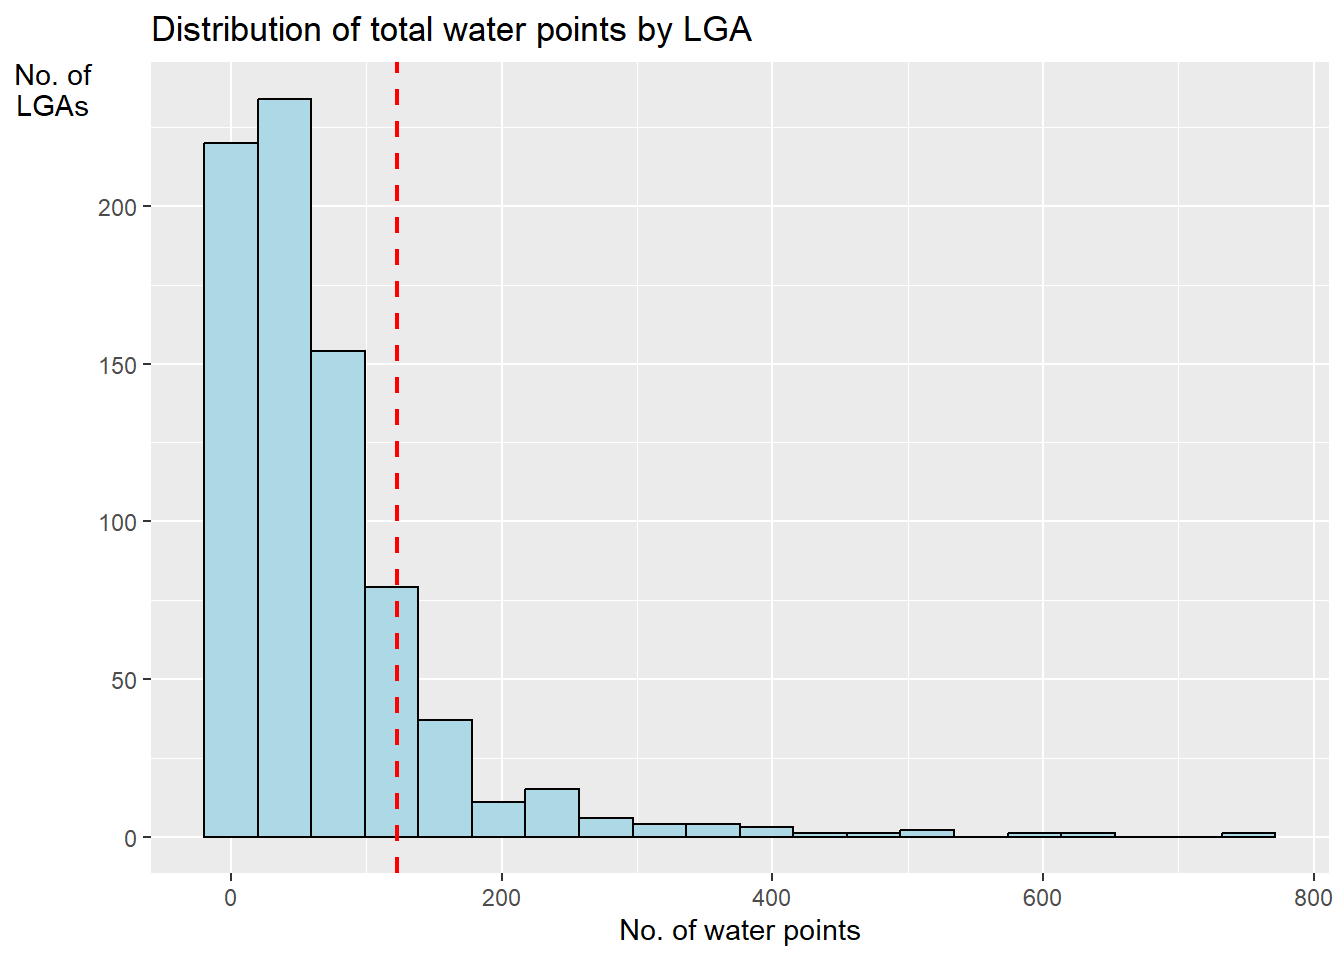 Distribution of total water points by LGA
No. of
LGAs
200
150
100
50
0
0 200 400 600 800
No. of water points